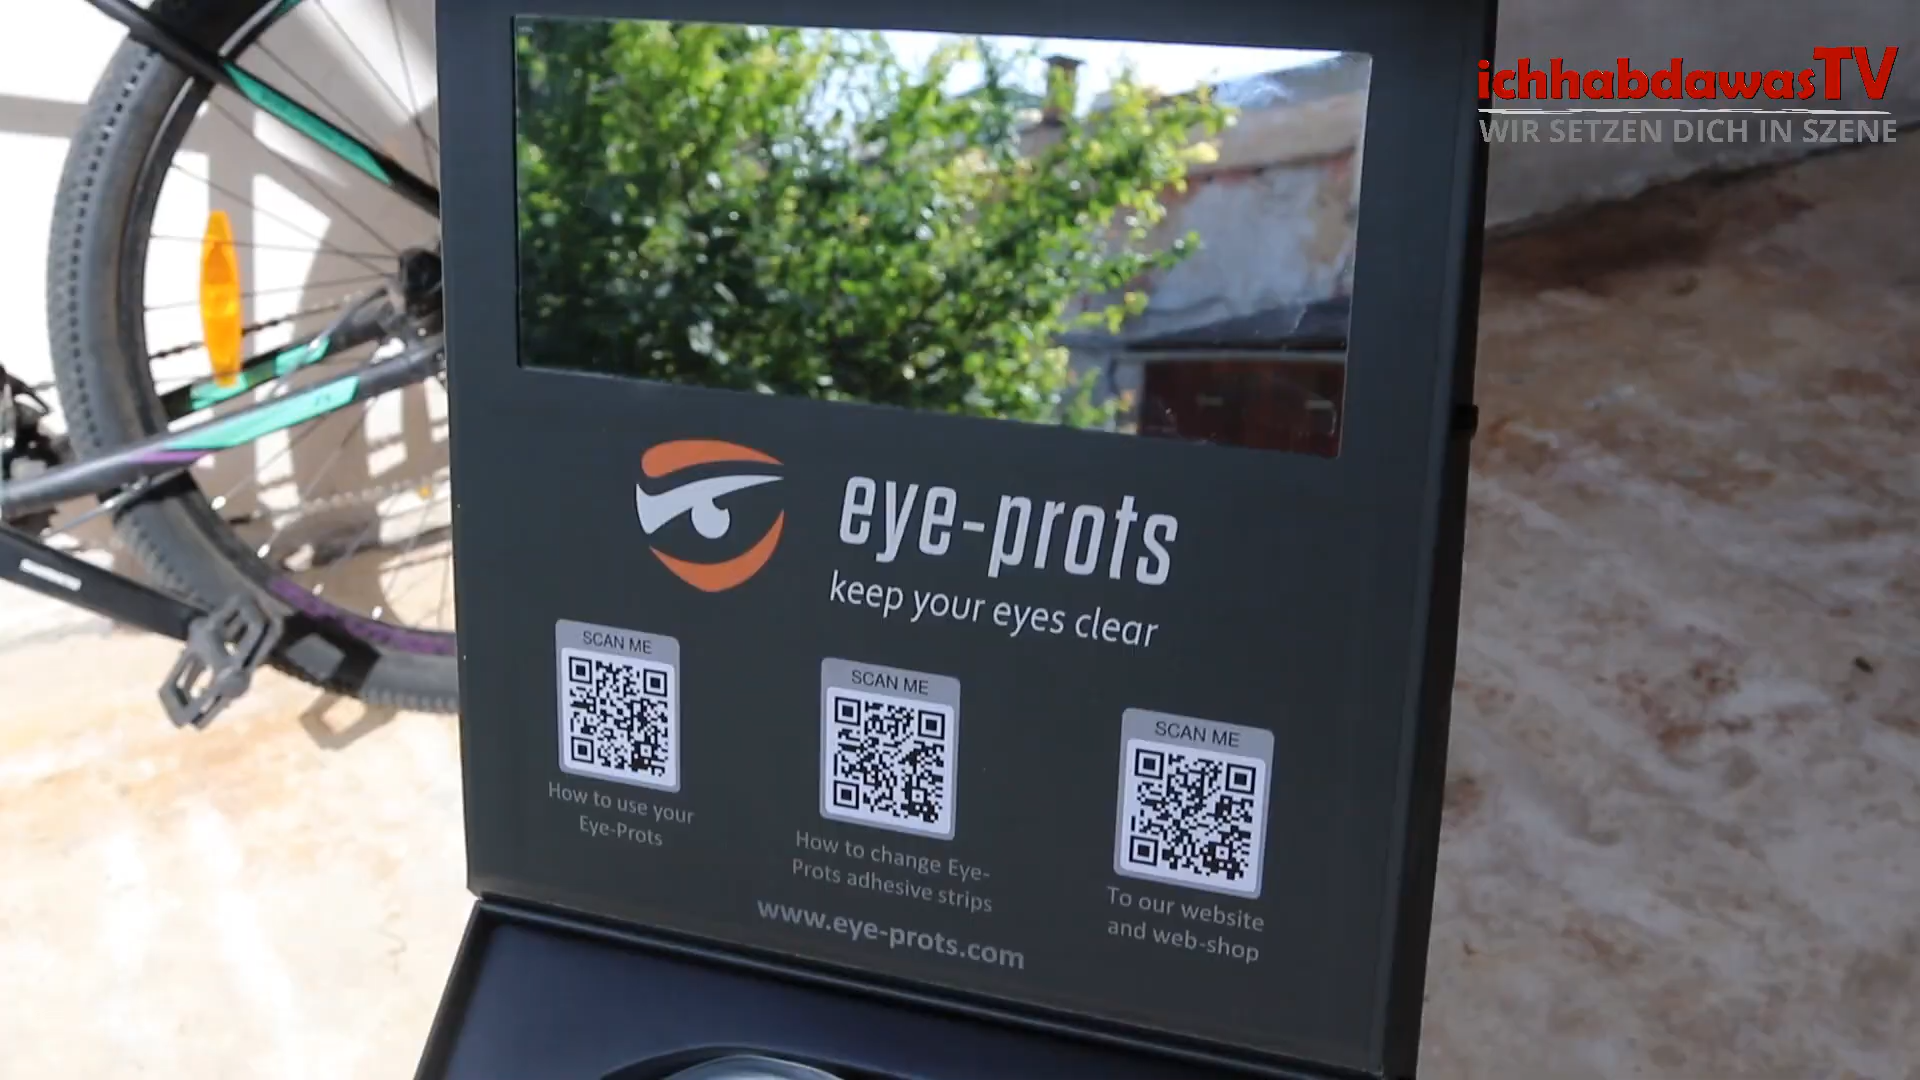 ichhabdawasTV
WIR SETZEN DICH IN SZENE
eye-prots
keep your eyes clear
SCAN ME
How to use your
Eye-Prots
SCAN ME
How to change Eye-
Prots adhesive strips
SCAN ME
To our website
and web-shop
www.eye-prots.com